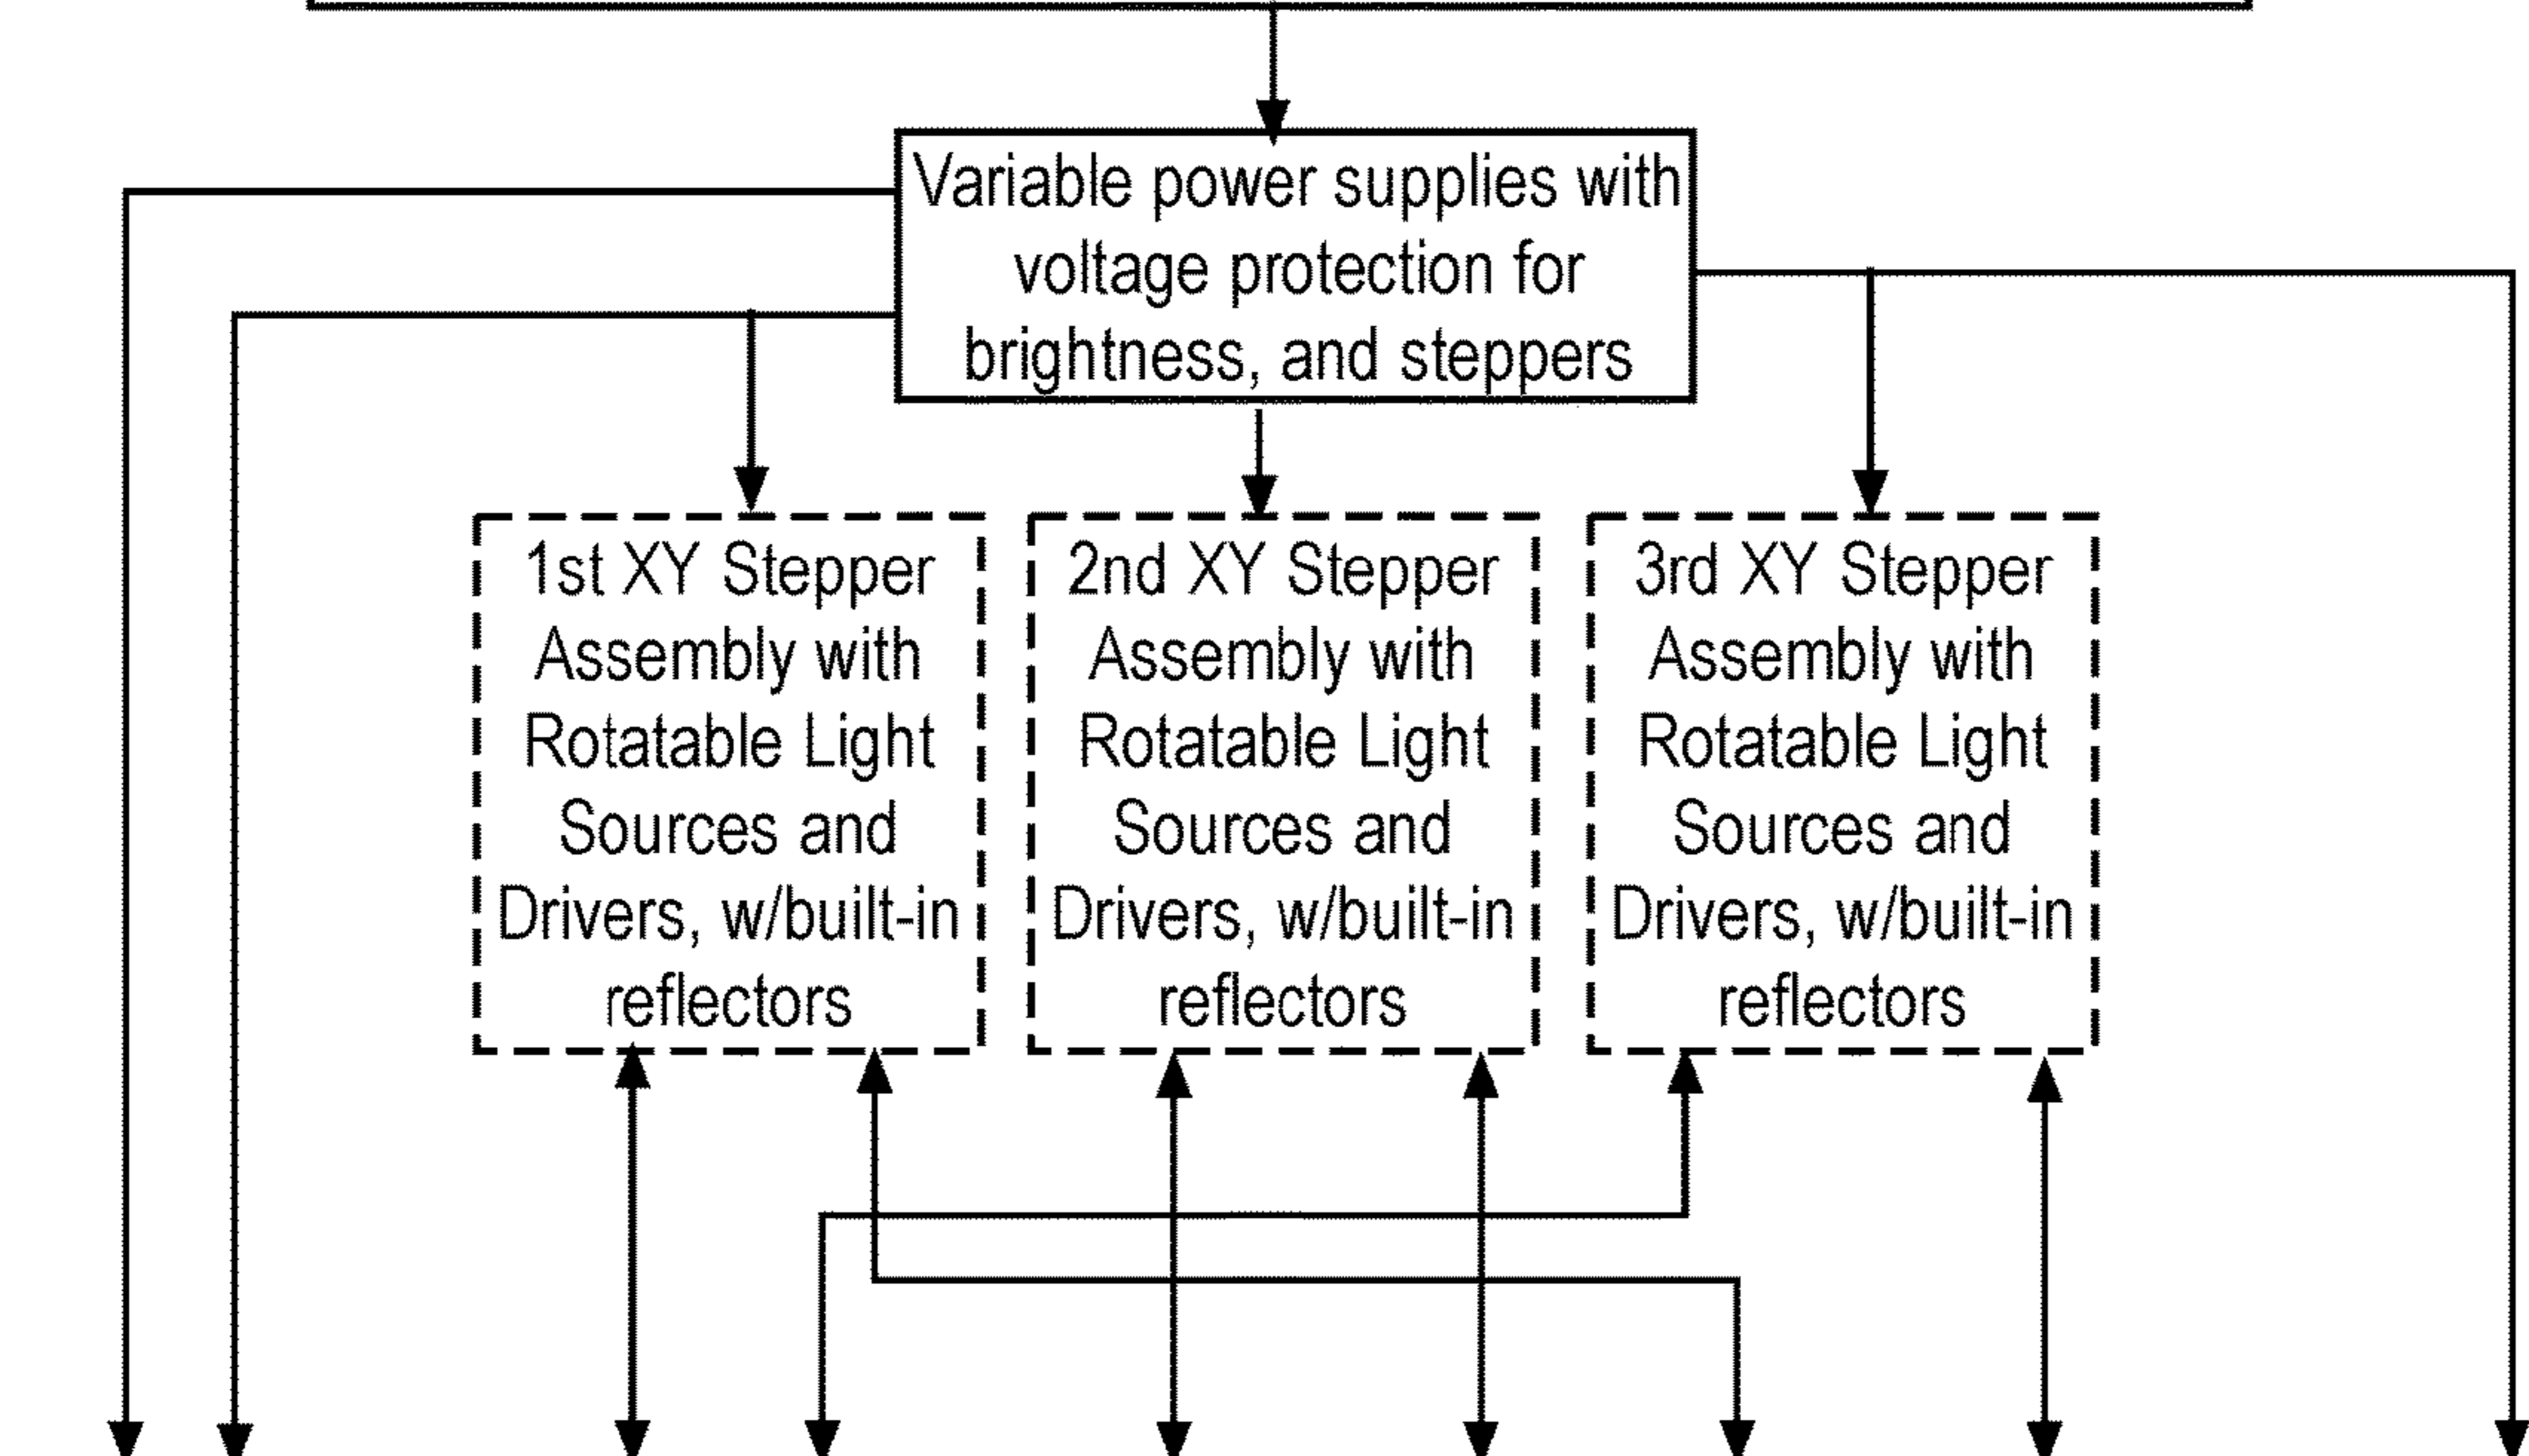 Variable power supplies with
voltage protection for
brightness, and steppers
1st XY Stepper
Assembly with
Rotatable Light
Sources and
Drivers, w/built-in
reflectors
2nd XY Stepper
Assembly with
Rotatable Light
Sources and
Drivers, w/built-in
reflectors
3rd XY Stepper
Assembly with
Rotatable Light
Sources and
Drivers, w/built-in
reflectors